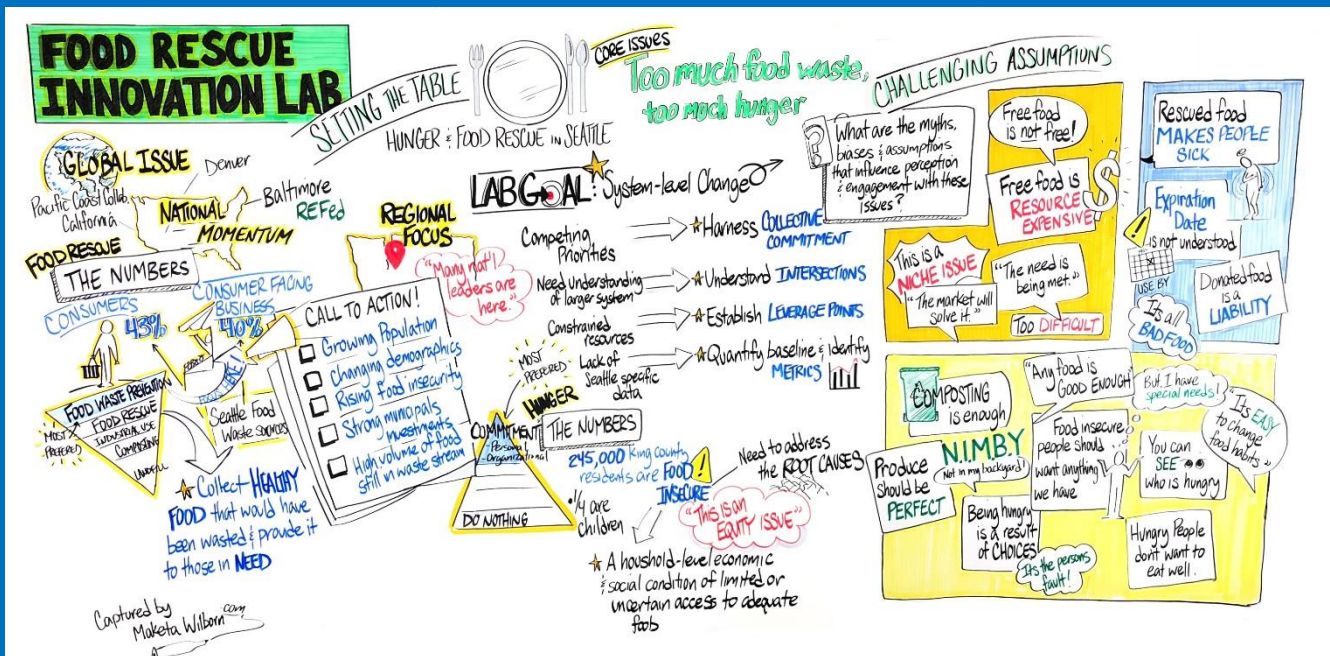 FOOD RESCUE
INNOVATION LAB
SETTING THE TABLE
HUNGER & FOOD RESCUE IN SEATTLE
CORE ISSUES
Too much food waste,
too much hunger
GLOBAL ISSUE
Denver
Pacific Coast Collab.
California
Baltimore
REFed
NATIONAL
MOMENTUM
FOOD RESCUE
THE NUMBERS
CONSUMERS
43%
CONSUMER FACING
BUSINESS
40%
MOST
PREFERRED
FOOD WASTE PREVENTION
FOOD RESCUE
INDUSTRIAL USE
COMPOSTING
LANDFILL
Seattle Food
Waste Sources
Collect HEALTHY
FOOD that would have
been wasted & provide it
to those in NEED
Captured by
Maketa Wilborn.com
REGIONAL
FOCUS
"Many nat'l
leaders are
here."
CALL TO ACTION!
Growing Population
Changing demographics
Rising food insecurity
Strong municipals
investments
High volume of food
still in waste stream
LAB GOAL: System-level Change
Competing
Priorities
Harness COLLECTIVE
COMMITMENT
Need Understanding
of larger system
Understand INTERSECTIONS
Constrained
resources
Establish LEVERAGE POINTS
Lack of
Seattle specific
data
Quantify baseline & Identify
METRICS
MOST
PREFERED
HUNGER
THE NUMBERS
COMMITMENT
- Personal
- Organizational
DO NOTHING
245,000 King County
residents are FOOD
INSECURE
1/4 are
children
Need to address
the ROOT CAUSES
"This is an
EQUITY ISSUE"
A household-level economic
& social condition of limited or
uncertain access to adequate
food
CHALLENGING ASSUMPTIONS
What are the myths,
biases & assumptions
that influence perception
& engagement with these
issues?
Free food
is not free!
Free food is
RESOURCE
EXPENSIVE
This is a
NICHE ISSUE
"The market will
solve it."
"The need is
being met."
Too DIFFICULT
Rescued food
MAKES PEOPLE
SICK
Expiration
Date
is not understood
USE BY
It's all
BAD FOOD
Donated food
is a
LIABILITY
COMPOSTING
is enough
"Any food is
GOOD ENOUGH"
But I have
special needs!
It's EASY
to change
food habits"
N.I.M.B.Y
Not in my backyard!
Produce
should be
PERFECT
Food insecure
people should
want anything
we have
You can
SEE
who is hungry
Being hungry
is a result
of CHOICES
It's the persons
fault!
Hungry People
don't want to
eat well.